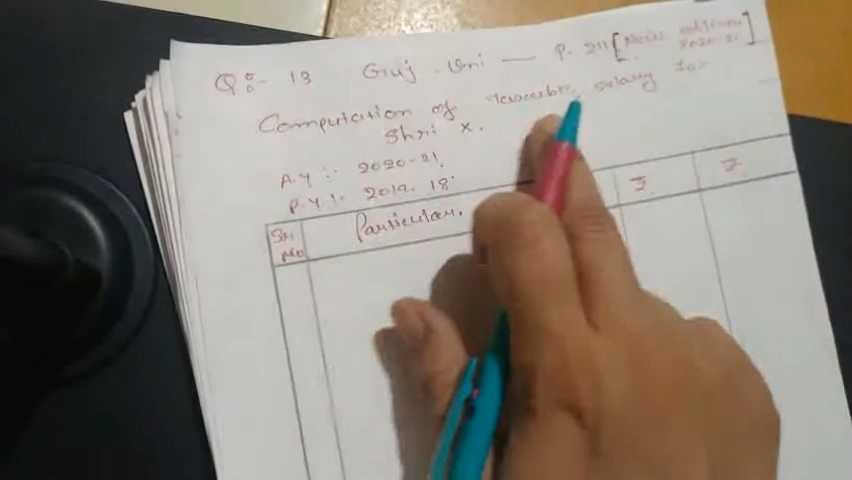 Q:- 13 Guj. Uni — P. 211 [New edition
2020-21]
Computation of taxable salary for
Shri X.
A.Y :- 2020-21
P.Y :- 2019-18
Sr. No Particulars ₹ ₹